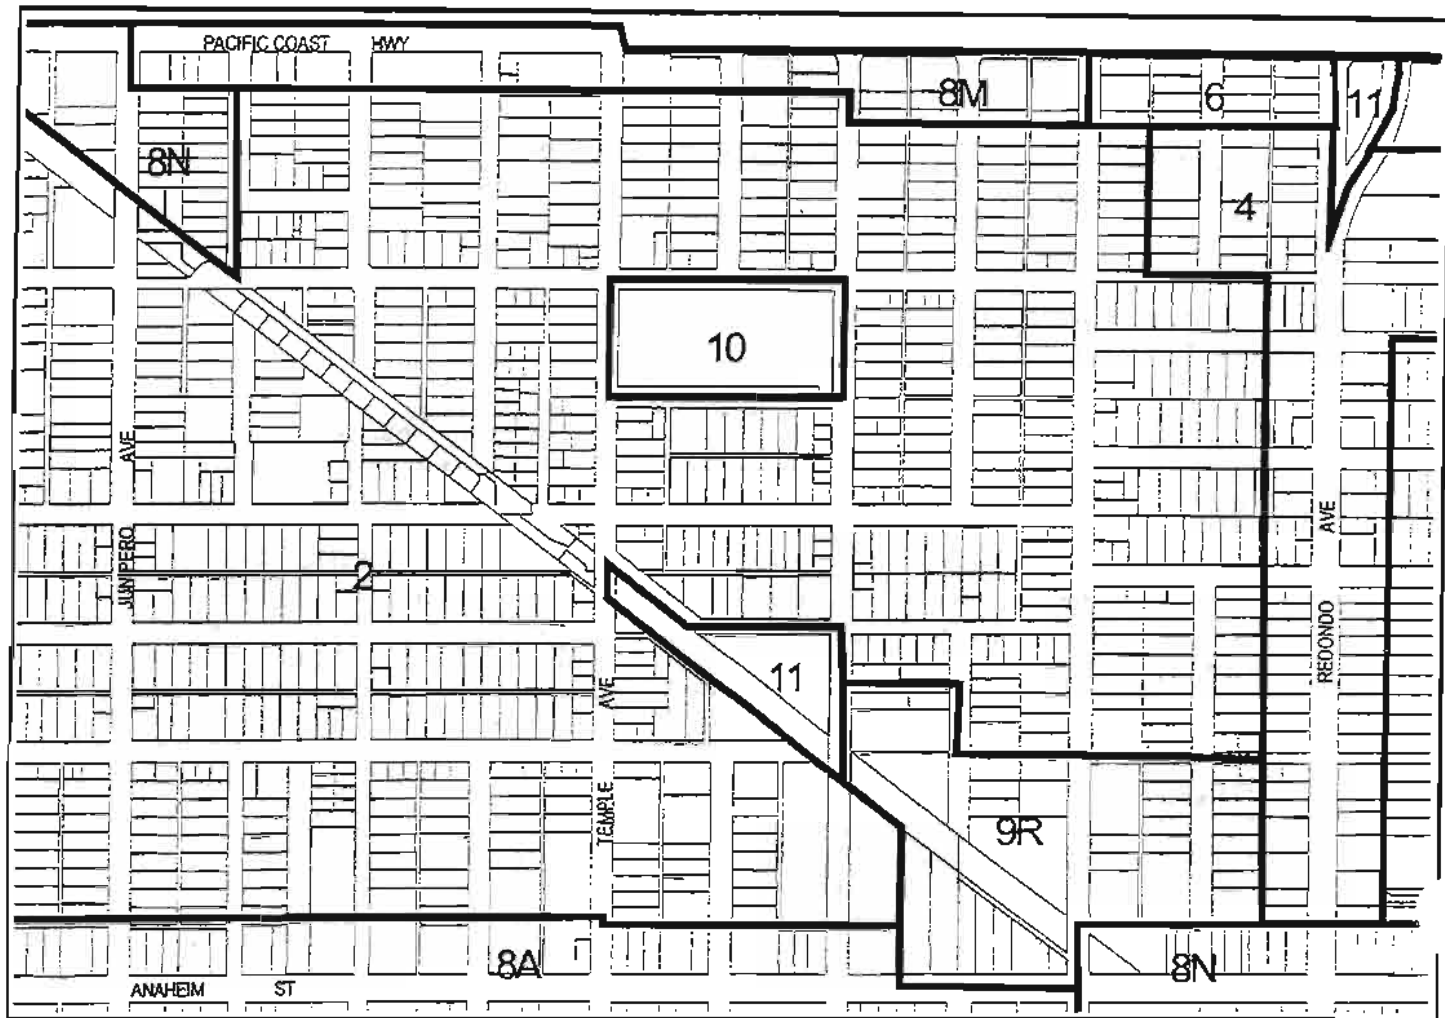 PACIFIC COAST HWY
8M
6
11
8N
4
10
AVE
JUNIPERO
2
AVE
REDONDO
11
AVE
TEMPLE
9R
8A
8N
ANAHEIM ST